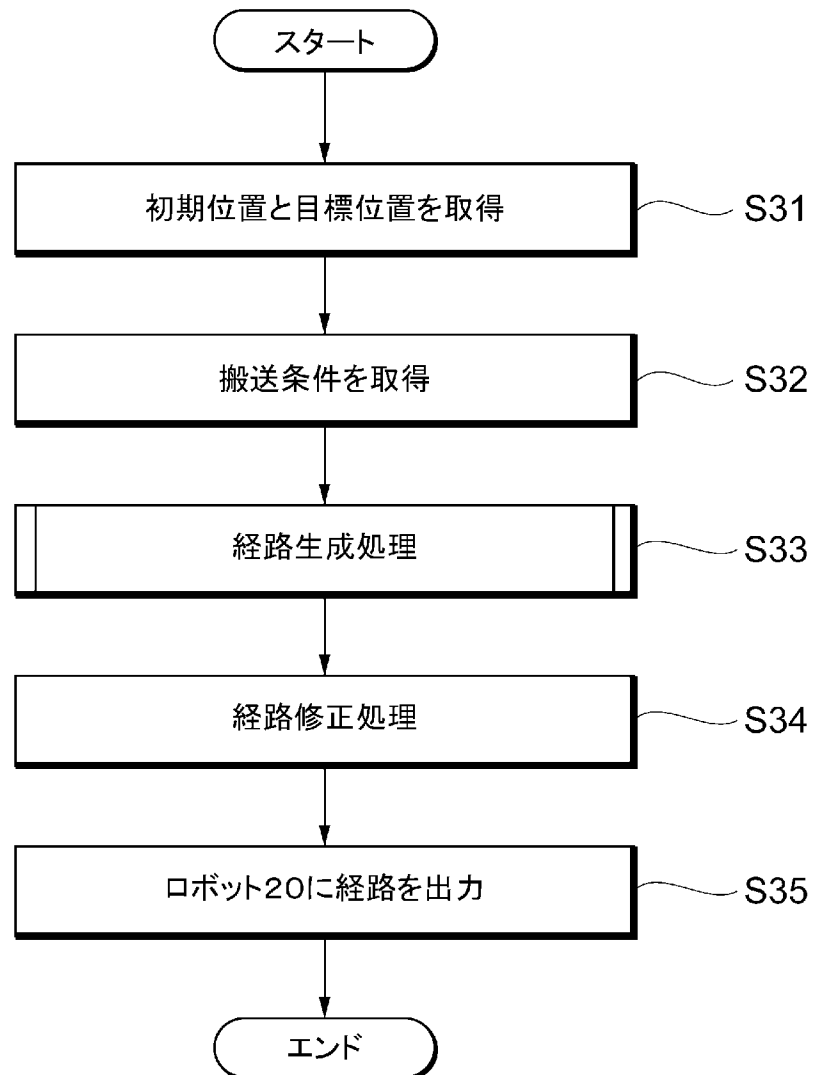 スタート
初期位置と目標位置を取得
S31
搬送条件を取得
S32
経路生成処理
S33
経路修正処理
S34
ロボット20に経路を出力
S35
エンド